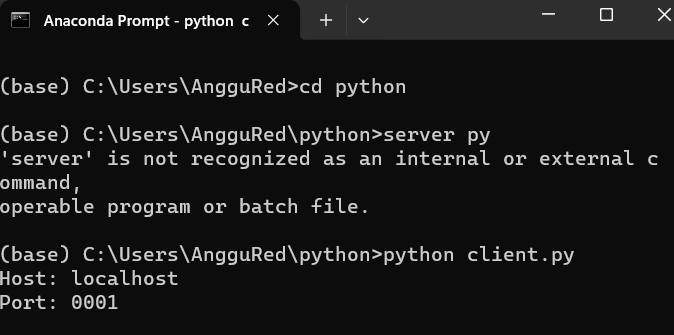 Anaconda Prompt - python c
(base) C:\Users\AngguRed>cd python
(base) C:\Users\AngguRed\python>server py
'server' is not recognized as an internal or external c
ommand,
operable program or batch file.
(base) C:\Users\AngguRed\python>python client.py
Host: localhost
Port: 0001